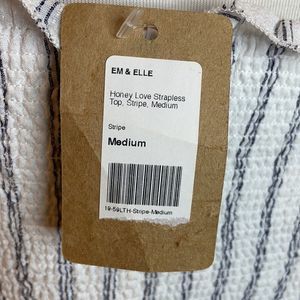 EM & ELLE
Honey Love Strapless
Top, Stripe, Medium
Stripe
Medium
19-59LTH-Stripe-Medium